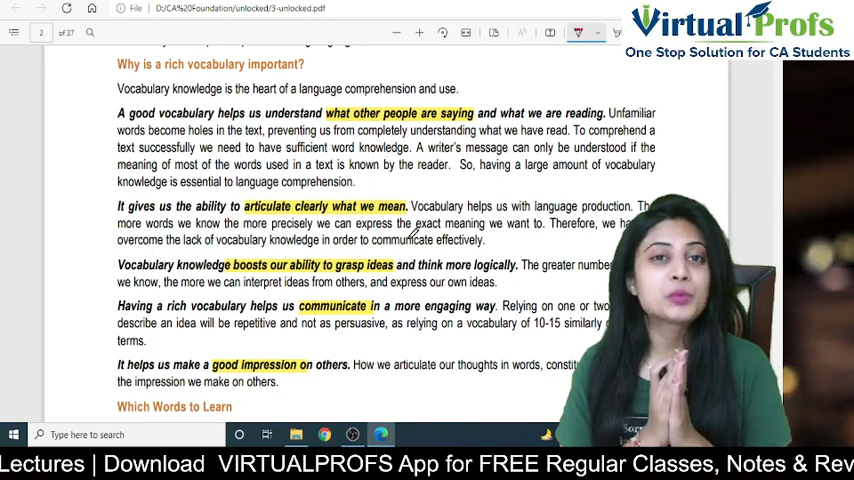 File
D:/CA%20Foundation/unlocked/3-unlocked.pdf
2 of 37
Virtual Profs
One Stop Solution for CA Students
Why is a rich vocabulary important?
Vocabulary knowledge is the heart of a language comprehension and use.
A good vocabulary helps us understand what other people are saying and what we are reading. Unfamiliar
words become holes in the text, preventing us from completely understanding what we have read. To comprehend a
text successfully we need to have sufficient word knowledge. A writer's message can only be understood if the
meaning of most of the words used in a text is known by the reader. So, having a large amount of vocabulary
knowledge is essential to language comprehension.
It gives us the ability to articulate clearly what we mean. Vocabulary helps us with language production. Th
more words we know the more precisely we can express the exact meaning we want to. Therefore, we ha
overcome the lack of vocabulary knowledge in order to communicate effectively.
Vocabulary knowledge boosts our ability to grasp ideas and think more logically. The greater number
we know, the more we can interpret ideas from others, and express our own ideas.
Having a rich vocabulary helps us communicate in a more engaging way. Relying on one or two
describe an idea will be repetitive and not as persuasive, as relying on a vocabulary of 10-15 similarly
terms.
It helps us make a good impression on others. How we articulate our thoughts in words, constit
the impression we make on others.
Which Words to Learn
Type here to search
Lectures | Download VIRTUALPROFS App for FREE Regular Classes, Notes & Rev